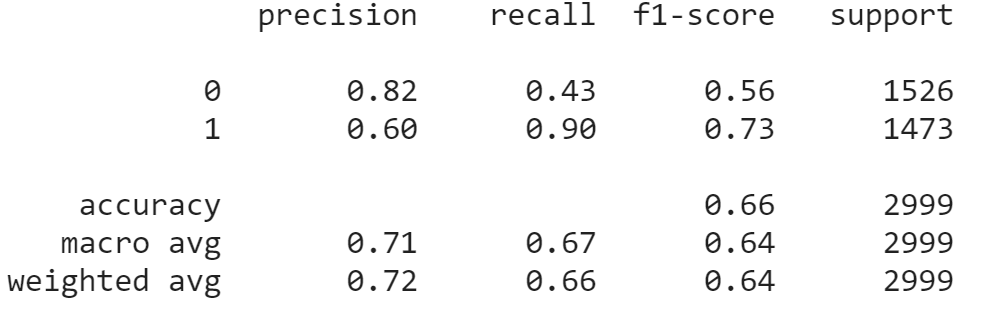 precision recall f1-score support
0 0.82 0.43 0.56 1526
1 0.60 0.90 0.73 1473
accuracy 0.66 2999
macro avg 0.71 0.67 0.64 2999
weighted avg 0.72 0.66 0.64 2999